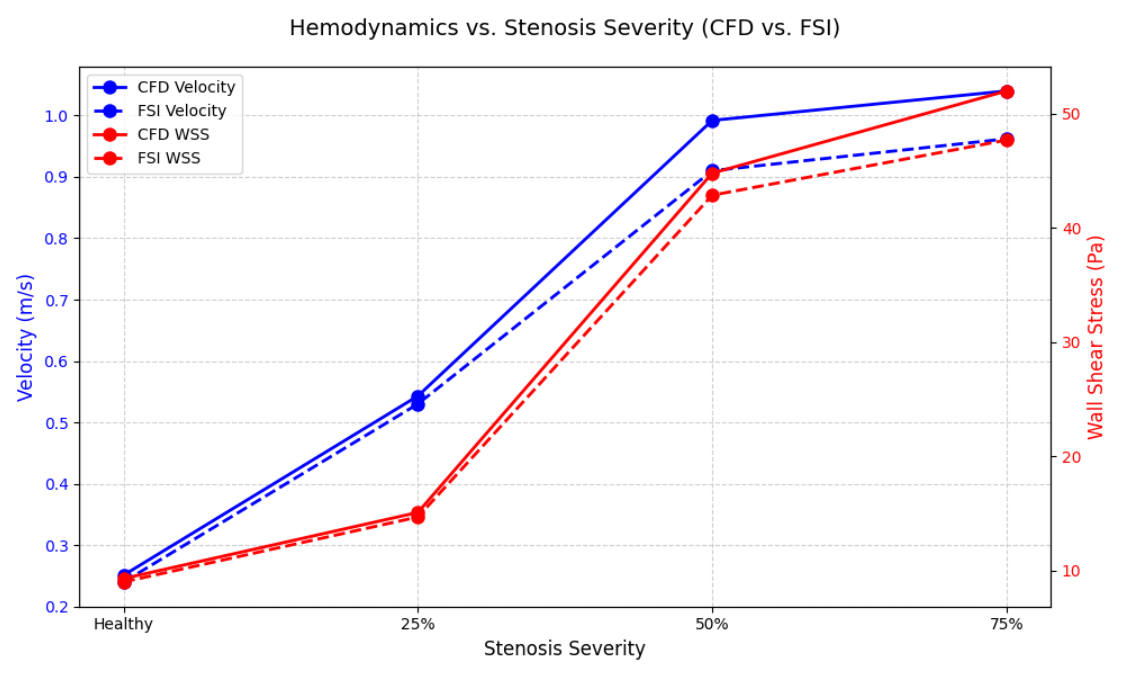 Hemodynamics vs. Stenosis Severity (CFD vs. FSI)
CFD Velocity
FSI Velocity
CFD WSS
FSI WSS
Velocity (m/s)
1.0
0.9
0.8
0.7
0.6
0.5
0.4
0.3
0.2
50
40
30
20
10
Wall Shear Stress (Pa)
Healthy 25% 50% 75%
Stenosis Severity